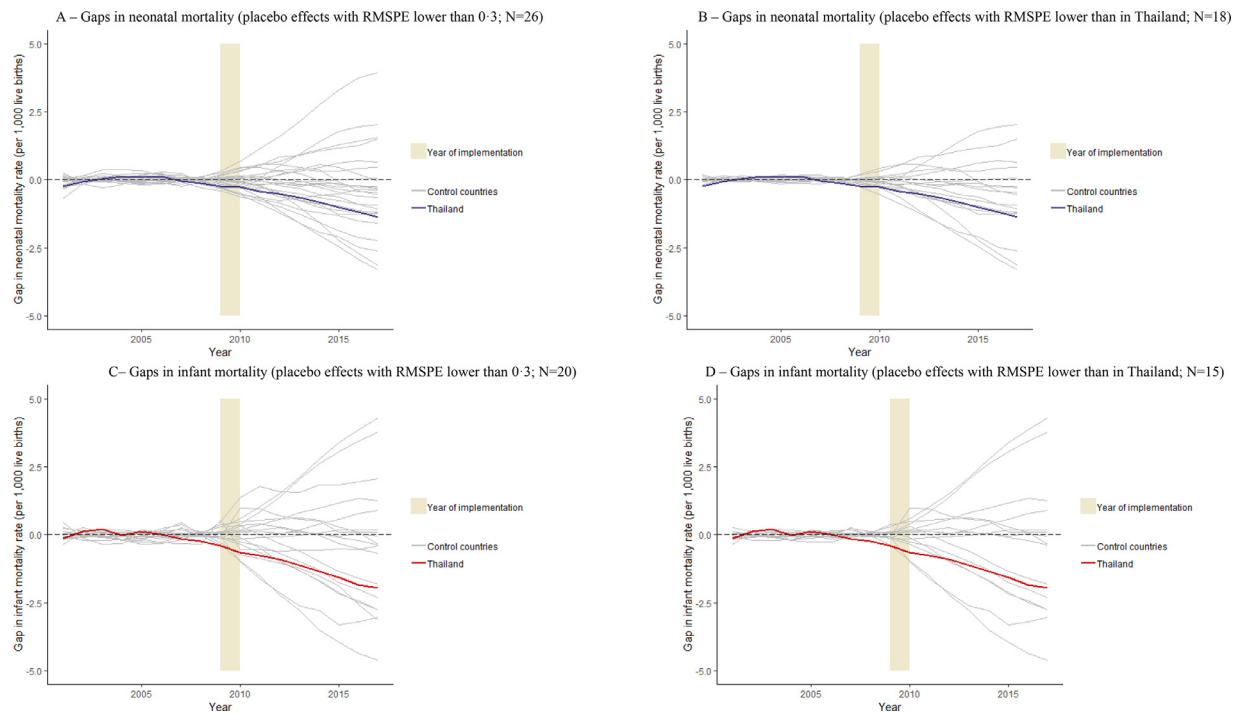 A – Gaps in neonatal mortality (placebo effects with RMSPE lower than 0·3; N=26)
Gap in neonatal mortality rate (per 1,000 live births)
5.0
2.5
0.0
-2.5
-5.0
2005
2010
2015
Year
Year of implementation
Control countries
Thailand
B – Gaps in neonatal mortality (placebo effects with RMSPE lower than in Thailand; N=18)
Gap in neonatal mortality rate (per 1,000 live births)
5.0
2.5
0.0
-2.5
-5.0
2005
2010
2015
Year
Year of implementation
Control countries
Thailand
C– Gaps in infant mortality (placebo effects with RMSPE lower than 0·3; N=20)
Gap in infant mortality rate (per 1,000 live births)
5.0
2.5
0.0
-2.5
-5.0
2005
2010
2015
Year
Year of implementation
Control countries
Thailand
D – Gaps in infant mortality (placebo effects with RMSPE lower than in Thailand; N=15)
Gap in infant mortality rate (per 1,000 live births)
5.0
2.5
0.0
-2.5
-5.0
2005
2010
2015
Year
Year of implementation
Control countries
Thailand